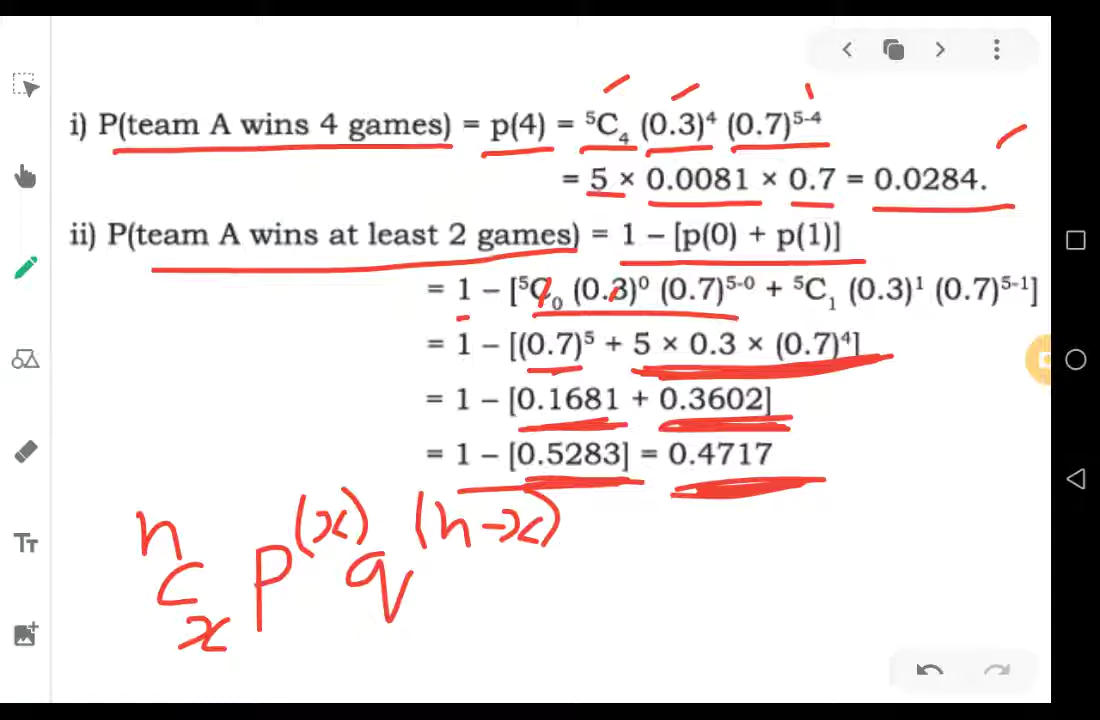 i) P(team A wins 4 games) = p(4) = ⁵C₄ (0.3)⁴ (0.7)⁵⁻⁴
= 5 × 0.0081 × 0.7 = 0.0284.
ii) P(team A wins at least 2 games) = 1 – [p(0) + p(1)]
= 1 – [⁵C₀ (0.3)⁰ (0.7)⁵⁻⁰ + ⁵C₁ (0.3)¹ (0.7)⁵⁻¹]
= 1 – [(0.7)⁵ + 5 × 0.3 × (0.7)⁴]
= 1 – [0.1681 + 0.3602]
= 1 – [0.5283] = 0.4717
ⁿCₓ p⁽ˣ⁾ q⁽ⁿ⁻ˣ⁾
Tт